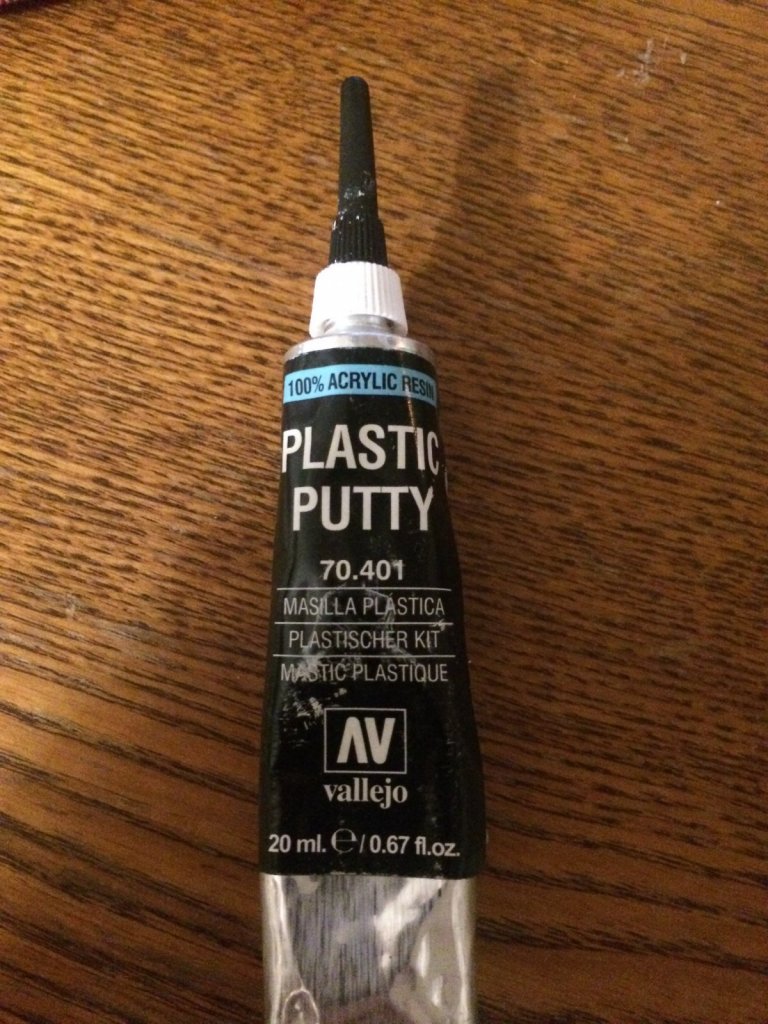 100% ACRYLIC RESIN
PLASTIC
PUTTY
70.401
MASILLA PLÁSTICA
PLASTISCHER KIT
MASTIC PLASTIQUE
AV
vallejo
20 ml. ℮ / 0.67 fl.oz.